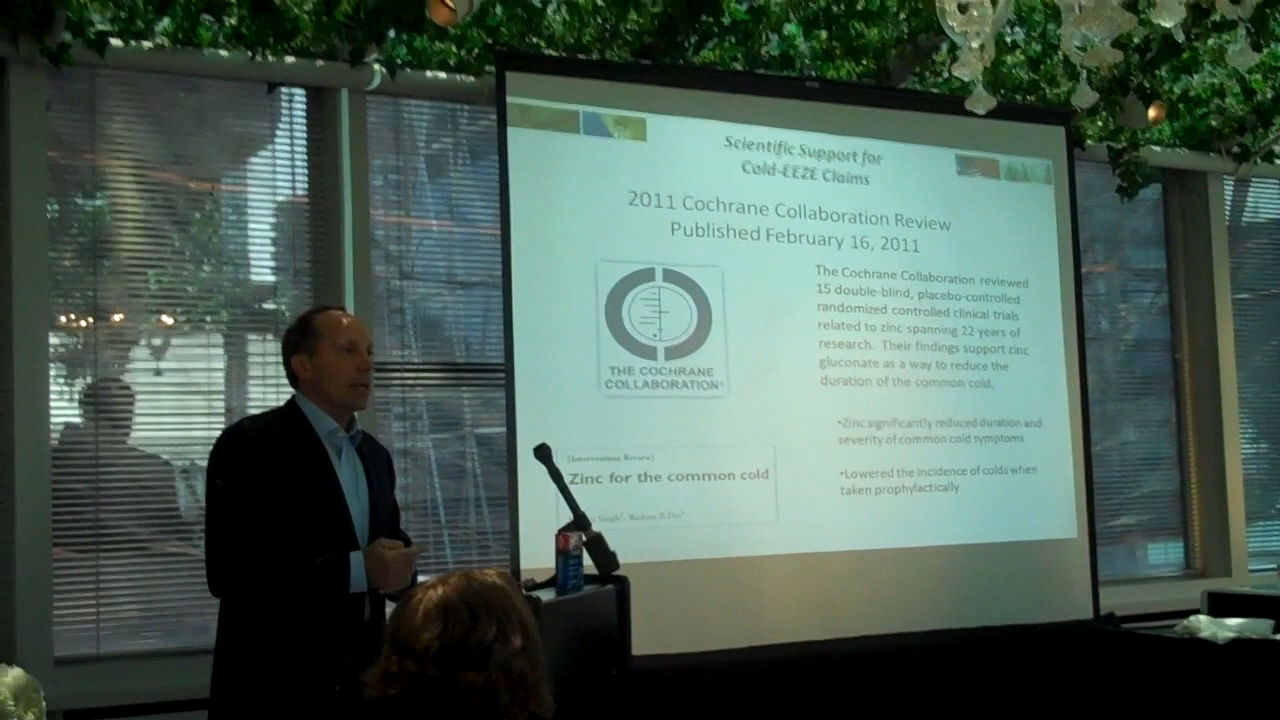 Scientific Support for
Cold-EEZE Claims
2011 Cochrane Collaboration Review
Published February 16, 2011
The Cochrane Collaboration reviewed
15 double-blind, placebo-controlled
randomized controlled clinical trials
related to zinc spanning 22 years of
research. Their findings support zinc
gluconate as a way to reduce the
duration of the common cold.
THE COCHRANE
COLLABORATION®
•Zinc significantly reduced duration and
severity of common cold symptoms
•Lowered the incidence of colds when
taken prophylactically
[Intervention Review]
Zinc for the common cold
Singh¹, Rashmi R Das¹